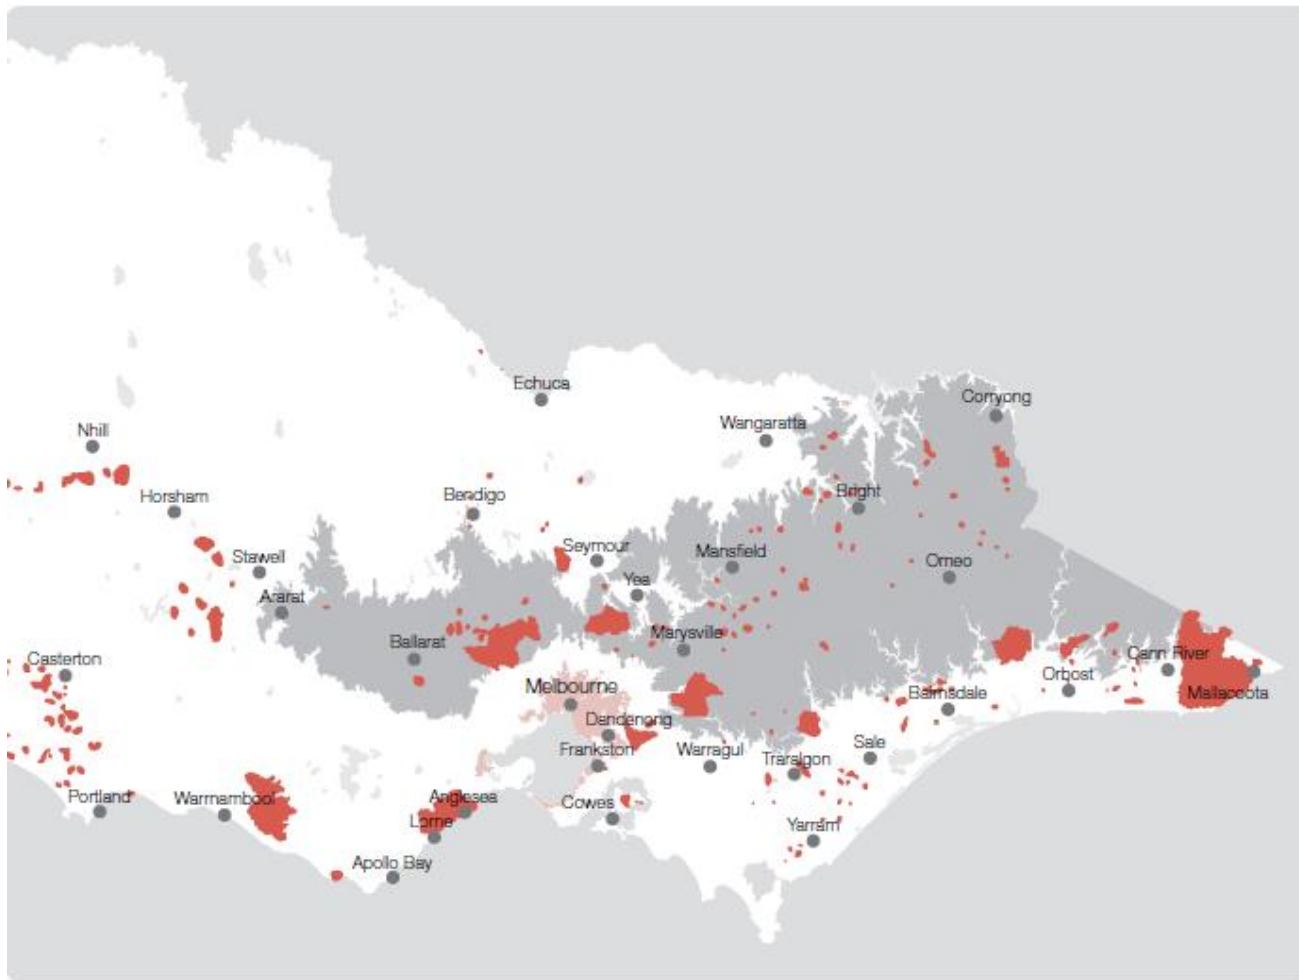 Echuca
Corryong
Wangaratta
Nhill
Horsham
Bendigo
Bright
Seymour
Mansfield
Stawell
Omeo
Yea
Ararat
Marysville
Ballarat
Casterton
Cann River
Orbost
Melbourne
Bairnsdale
Mallacoota
Dandenong
Frankston
Warragul
Sale
Traralgon
Portland
Warrnambool
Anglesea
Cowes
Lorne
Yarram
Apollo Bay